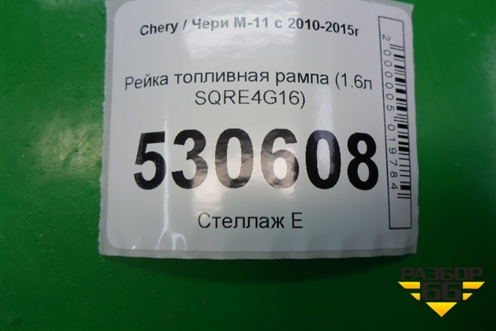 Chery / Чери М-11 с 2010-2015г
Рейка топливная рампа (1.6л
SQRE4G16)
530608
Стеллаж Е
2000005019784
РАЗБОР
66